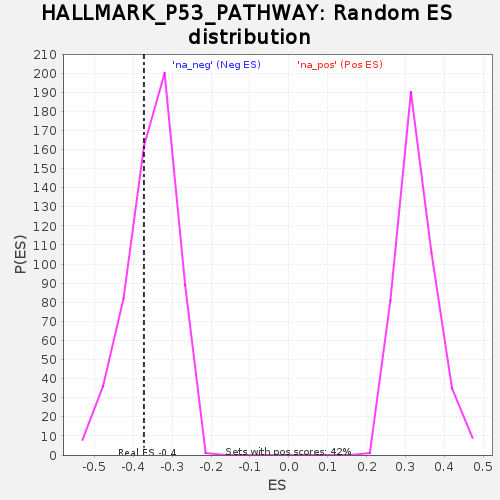 HALLMARK_P53_PATHWAY: Random ES
distribution
'na_neg' (Neg ES)
'na_pos' (Pos ES)
210
200
190
180
170
160
150
140
130
120
110
100
90
80
70
60
50
40
30
20
10
0
P(ES)
Real ES -0.4
Sets with pos scores: 42%
-0.5 -0.4 -0.3 -0.2 -0.1 0.0 0.1 0.2 0.3 0.4 0.5
ES